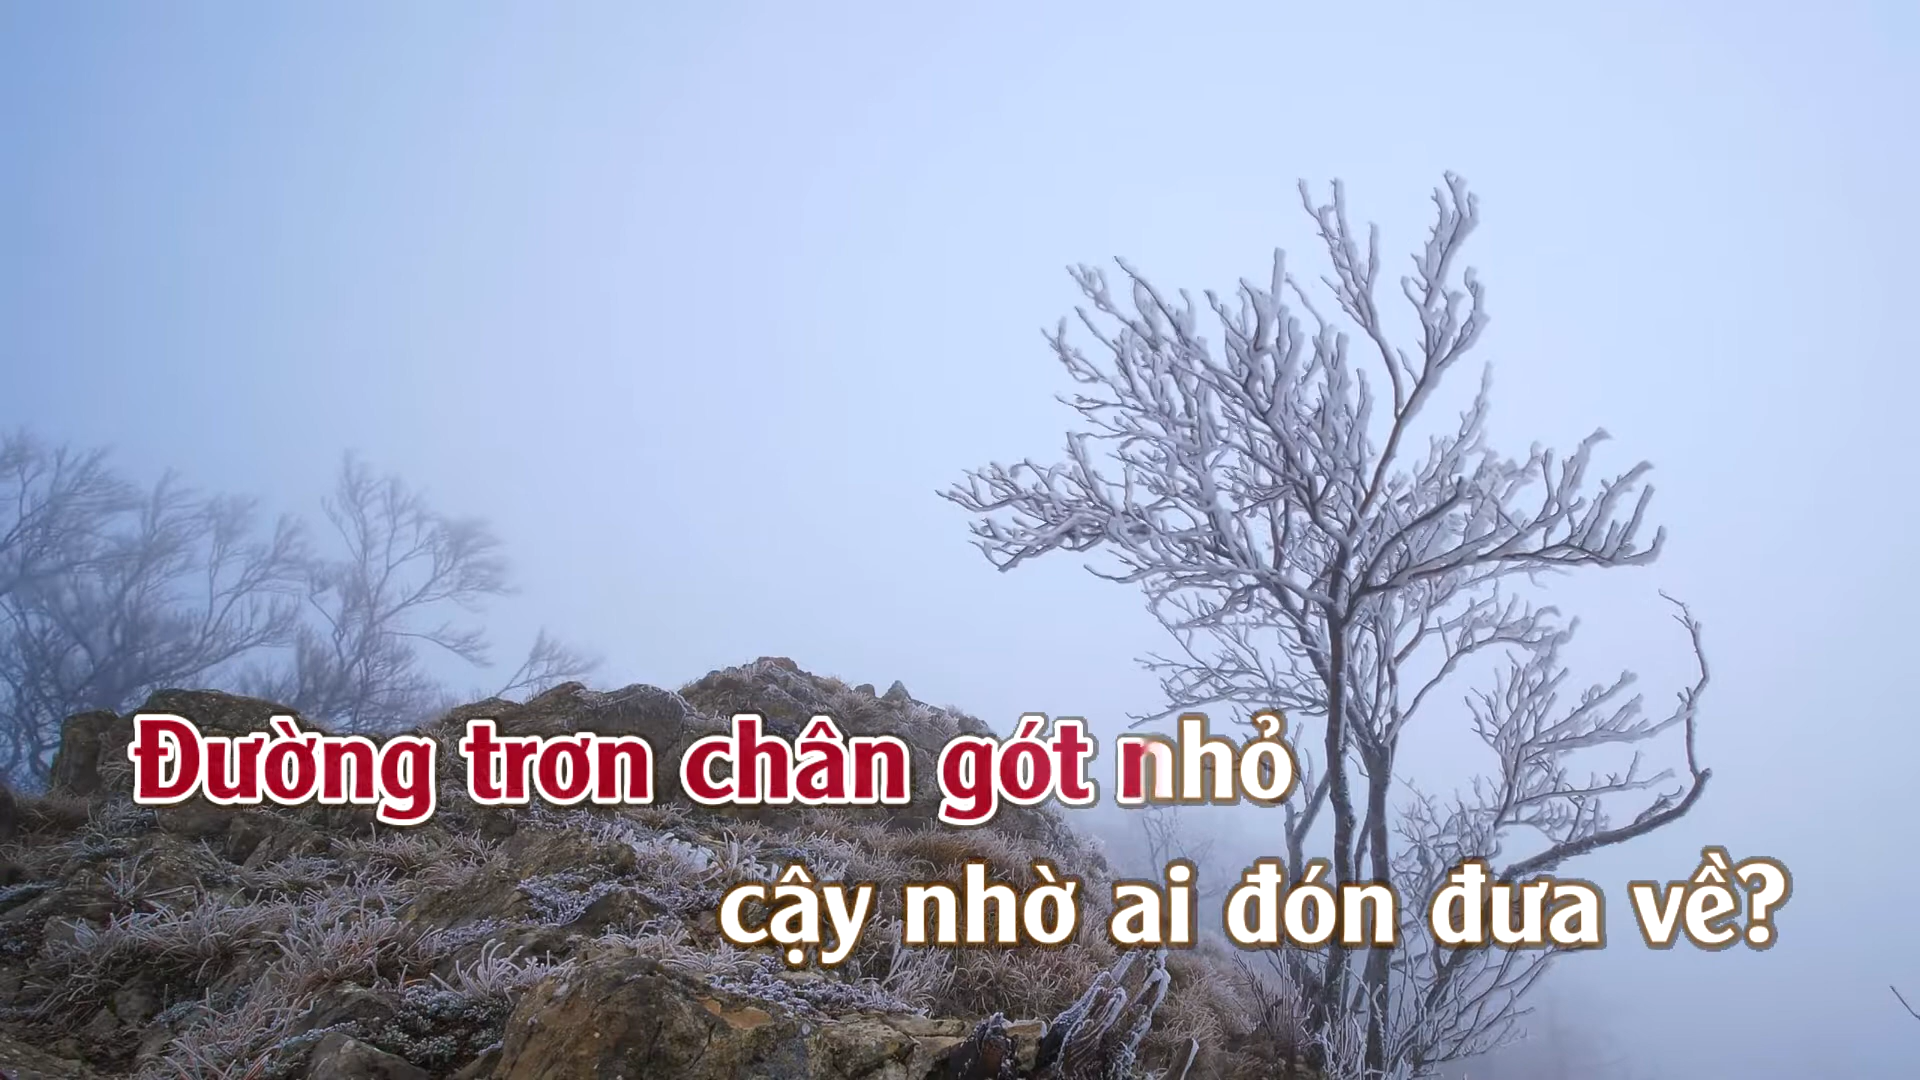 Đường trơn chân gót nhỏ
cậy nhờ ai đón đưa về?